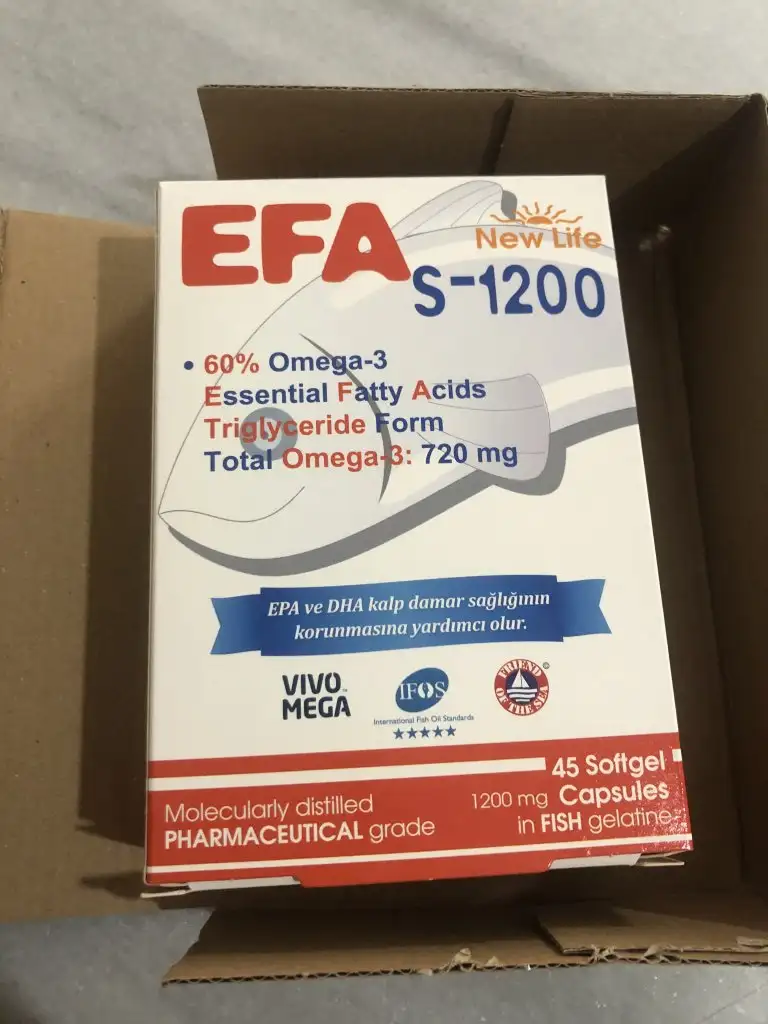 EFA
New Life
S-1200
• 60% Omega-3
Essential Fatty Acids
Triglyceride Form
Total Omega-3: 720 mg
EPA ve DHA kalp damar sağlığının
korunmasına yardımcı olur.
VIVO™
MEGA
IFOS
International Fish Oil Standards
★★★★★
FRIEND
OF THE SEA
©
45 Softgel
1200 mg Capsules
in FISH gelatine
Molecularly distilled
PHARMACEUTICAL grade